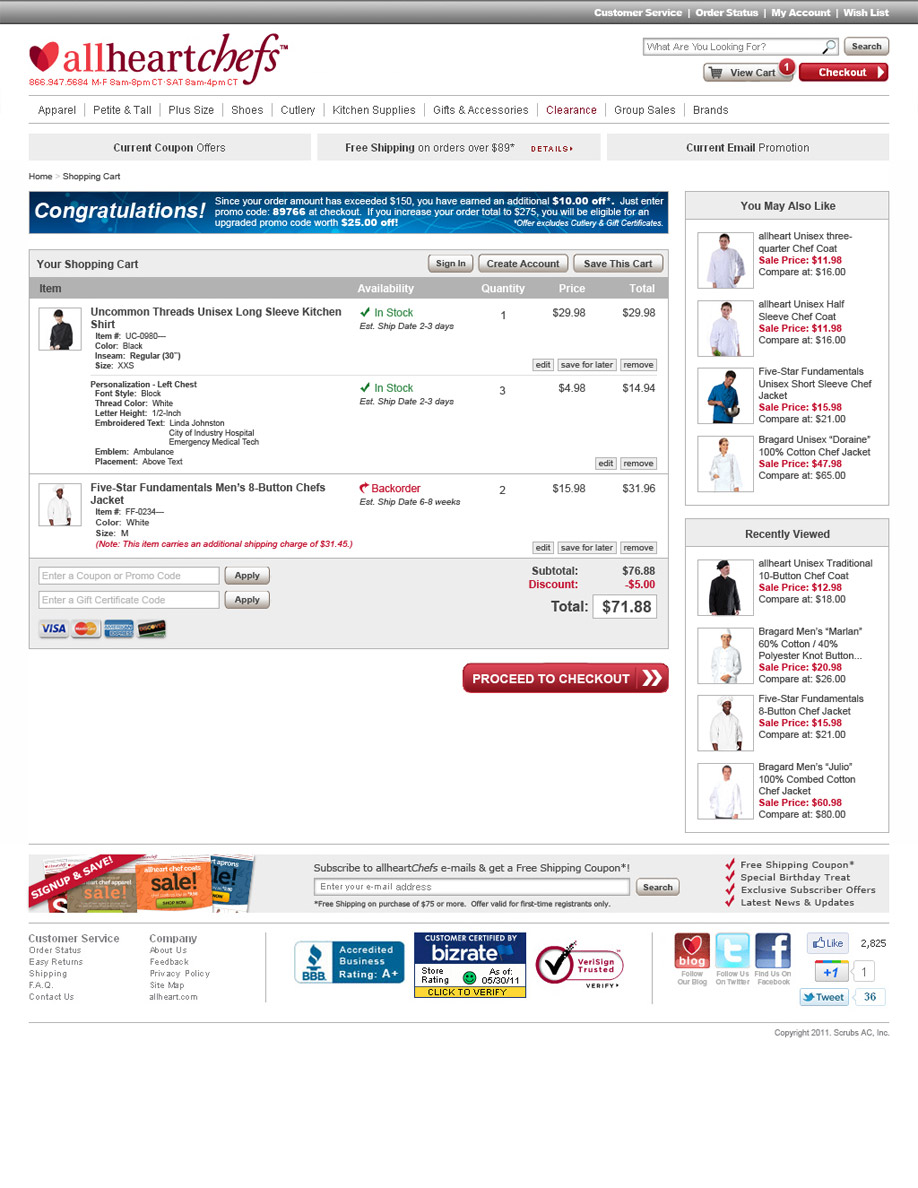 Customer Service | Order Status | My Account | Wish List
allheartchefs™
866.947.5684 M-F 8am-8pm CT·SAT 8am-4pm CT
What Are You Looking For?
Search
View Cart
1
Checkout
Apparel
Petite & Tall
Plus Size
Shoes
Cutlery
Kitchen Supplies
Gifts & Accessories
Clearance
Group Sales
Brands
Current Coupon Offers
Free Shipping on orders over $89*
DETAILS
Current Email Promotion
Home > Shopping Cart
Congratulations!
Since your order amount has exceeded $150, you have earned an additional $10.00 off*. Just enter
promo code: 89766 at checkout. If you increase your order total to $275, you will be eligible for an
upgraded promo code worth $25.00 off!
*Offer excludes Cutlery & Gift Certificates.
Your Shopping Cart
Sign In
Create Account
Save This Cart
Item
Availability
Quantity
Price
Total
Uncommon Threads Unisex Long Sleeve Kitchen
Shirt
Item #: UC-0980—
Color: Black
Inseam: Regular (30˝)
Size: XXS
In Stock
Est. Ship Date 2-3 days
1
$29.98
$29.98
edit
save for later
remove
Personalization - Left Chest
Font Style: Block
Thread Color: White
Letter Height: 1/2-Inch
Embroidered Text: Linda Johnston
City of Industry Hospital
Emergency Medical Tech
Emblem: Ambulance
Placement: Above Text
In Stock
Est. Ship Date 2-3 days
3
$4.98
$14.94
edit
remove
Five-Star Fundamentals Men's 8-Button Chefs
Jacket
Item #: FF-0234—
Color: White
Size: M
(Note: This item carries an additional shipping charge of $31.45.)
Backorder
Est. Ship Date 6-8 weeks
2
$15.98
$31.96
edit
save for later
remove
Enter a Coupon or Promo Code
Apply
Enter a Gift Certificate Code
Apply
VISA
MasterCard
AMERICAN EXPRESS
DISCOVER
Subtotal: $76.88
Discount: -$5.00
Total: $71.88
PROCEED TO CHECKOUT
You May Also Like
allheart Unisex three-
quarter Chef Coat
Sale Price: $11.98
Compare at: $16.00
allheart Unisex Half
Sleeve Chef Coat
Sale Price: $11.98
Compare at: $16.00
Five-Star Fundamentals
Unisex Short Sleeve Chef
Jacket
Sale Price: $15.98
Compare at: $21.00
Bragard Unisex “Doraine”
100% Cotton Chef Jacket
Sale Price: $47.98
Compare at: $65.00
Recently Viewed
allheart Unisex Traditional
10-Button Chef Coat
Sale Price: $12.98
Compare at: $18.00
Bragard Men's “Marlan”
60% Cotton / 40%
Polyester Knot Button...
Sale Price: $20.98
Compare at: $26.00
Five-Star Fundamentals
8-Button Chef Jacket
Sale Price: $15.98
Compare at: $21.00
Bragard Men's “Julio”
100% Combed Cotton
Chef Jacket
Sale Price: $60.98
Compare at: $80.00
SIGNUP & SAVE!
art chef apparel
sale!
allheart chef coats
sale!
SHOP NOW
art aprons
Subscribe to allheartChefs e-mails & get a Free Shipping Coupon*!
Enter your e-mail address
Search
*Free Shipping on purchase of $75 or more. Offer valid for first-time registrants only.
Free Shipping Coupon*
Special Birthday Treat
Exclusive Subscriber Offers
Latest News & Updates
Customer Service
Order Status
Easy Returns
Shipping
F.A.Q.
Contact Us
Company
About Us
Feedback
Privacy Policy
Site Map
allheart.com
BBB.
Accredited
Business
Rating: A+
CUSTOMER CERTIFIED BY
bizrate
Store
Rating
As of:
05/30/11
CLICK TO VERIFY
VeriSign
Trusted
VERIFY
blog
Follow
Our Blog
Follow Us
On Twitter
Find Us On
Facebook
Like
2,825
+1
1
Tweet
36
Copyright 2011. Scrubs AC, Inc.